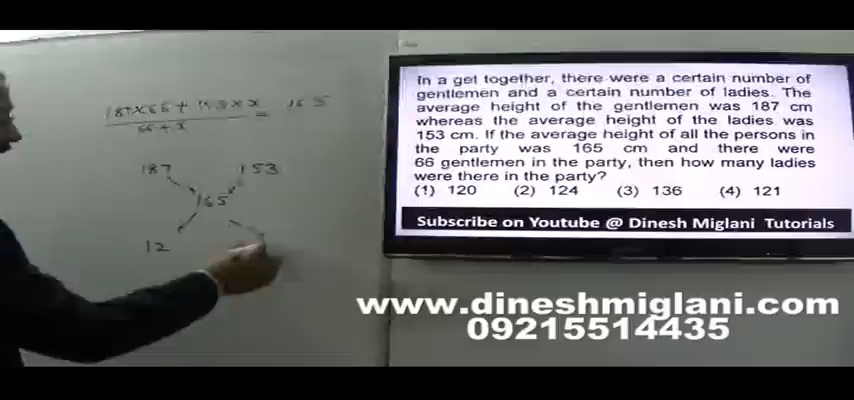 187×66 + 153 × x
66 + x
= 165
187 153
165
12
In a get together, there were a certain number of
gentlemen and a certain number of ladies. The
average height of the gentlemen was 187 cm
whereas the average height of the ladies was
153 cm. If the average height of all the persons in
the party was 165 cm and there were
66 gentlemen in the party, then how many ladies
were there in the party?
(1) 120 (2) 124 (3) 136 (4) 121
Subscribe on Youtube @ Dinesh Miglani Tutorials
www.dineshmiglani.com
09215514435